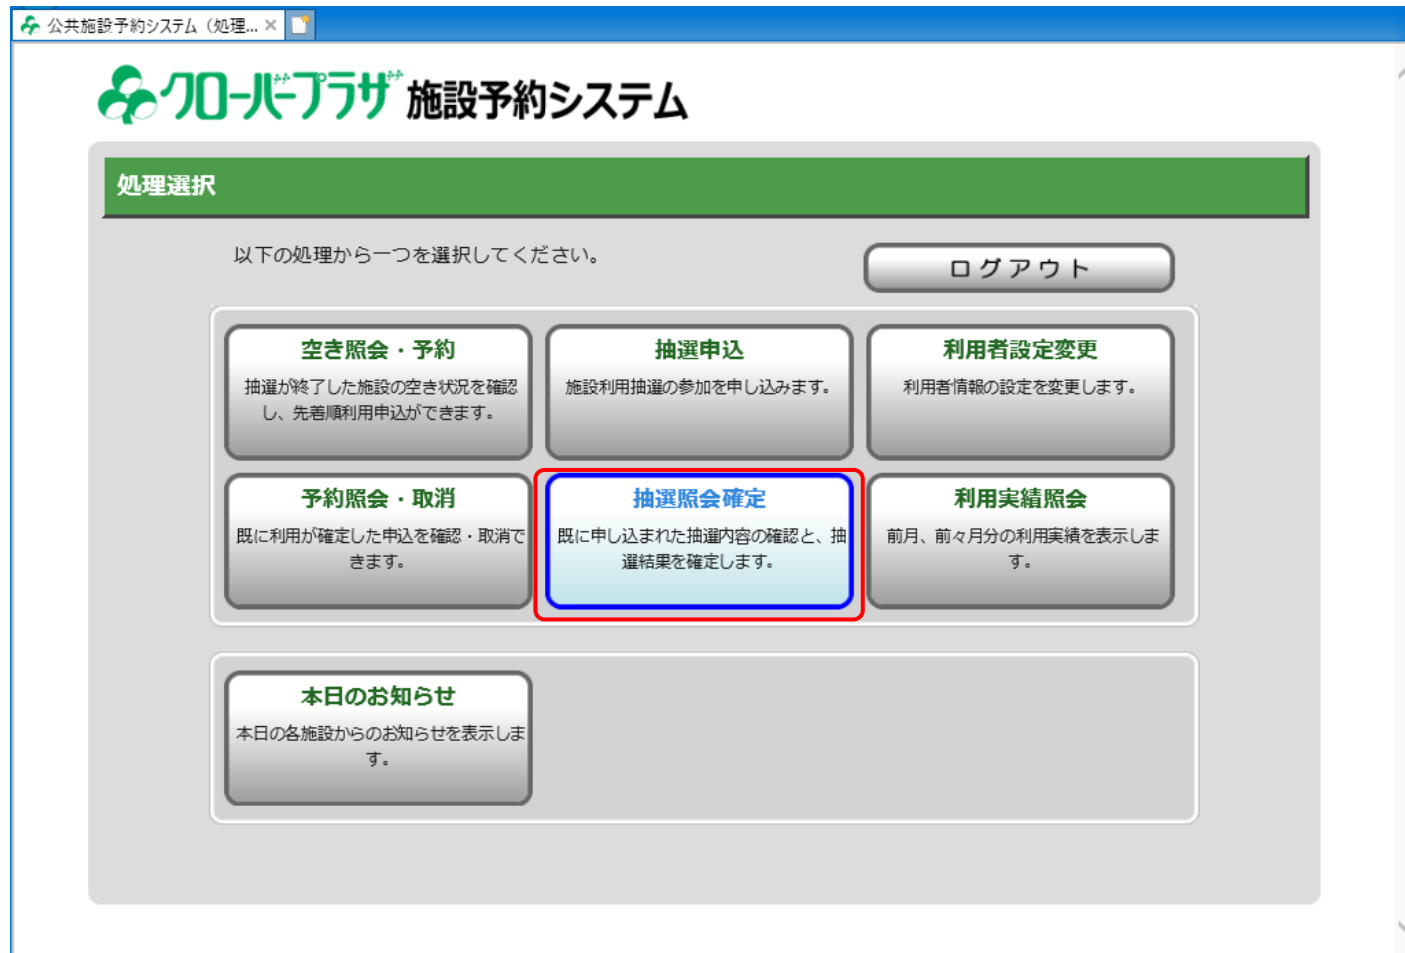 公共施設予約システム（処理...
クローバープラザ 施設予約システム
処理選択
以下の処理から一つを選択してください。
ログアウト
空き照会・予約
抽選が終了した施設の空き状況を確認
し、先着順利用申込ができます。
抽選申込
施設利用抽選の参加を申し込みます。
利用者設定変更
利用者情報の設定を変更します。
予約照会・取消
既に利用が確定した申込を確認・取消で
きます。
抽選照会確定
既に申し込まれた抽選内容の確認と、抽
選結果を確定します。
利用実績照会
前月、前々月分の利用実績を表示しま
す。
本日のお知らせ
本日の各施設からのお知らせを表示しま
す。